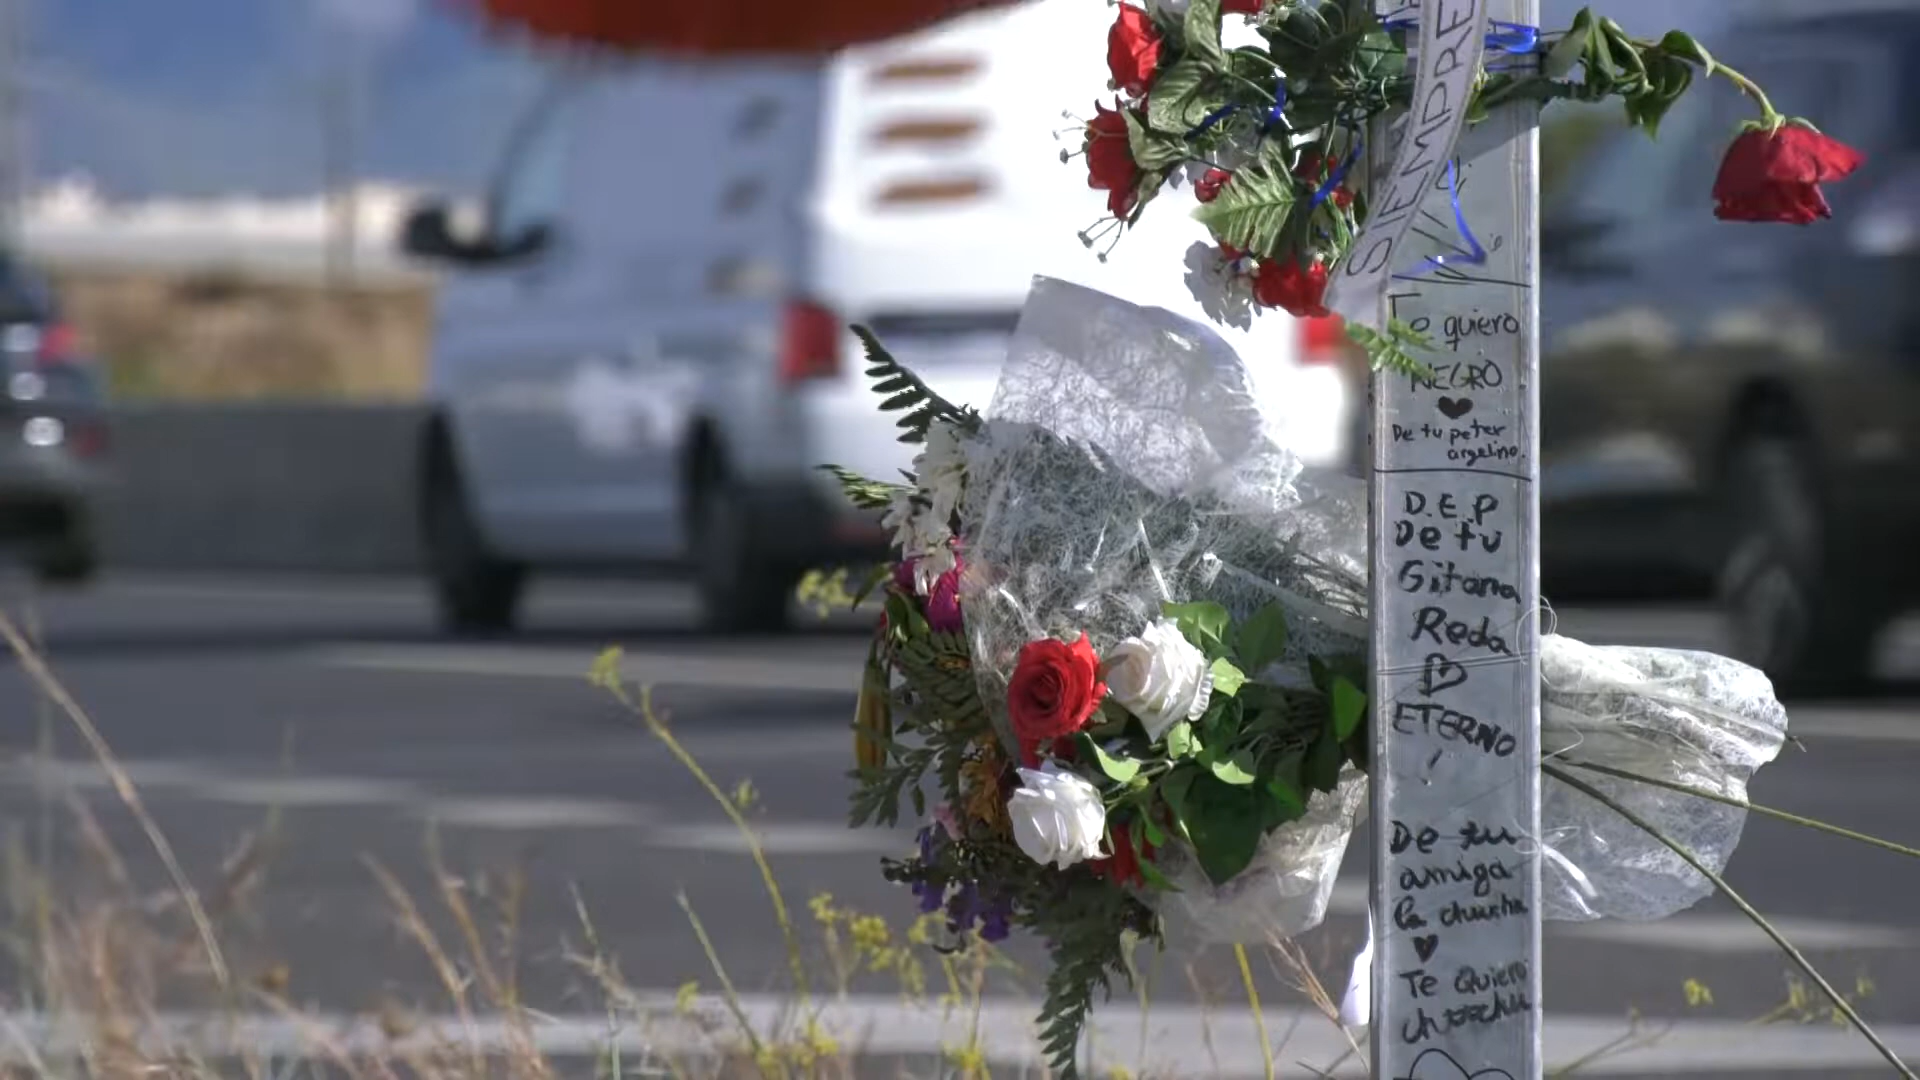 SIEMPRE
Te quiero
NEGRO
De tu peter
argelino.
D.E.P
De tu
Gitana
Reda
ETERNO
!
De tu
amiga
la chucha
Te Quiero